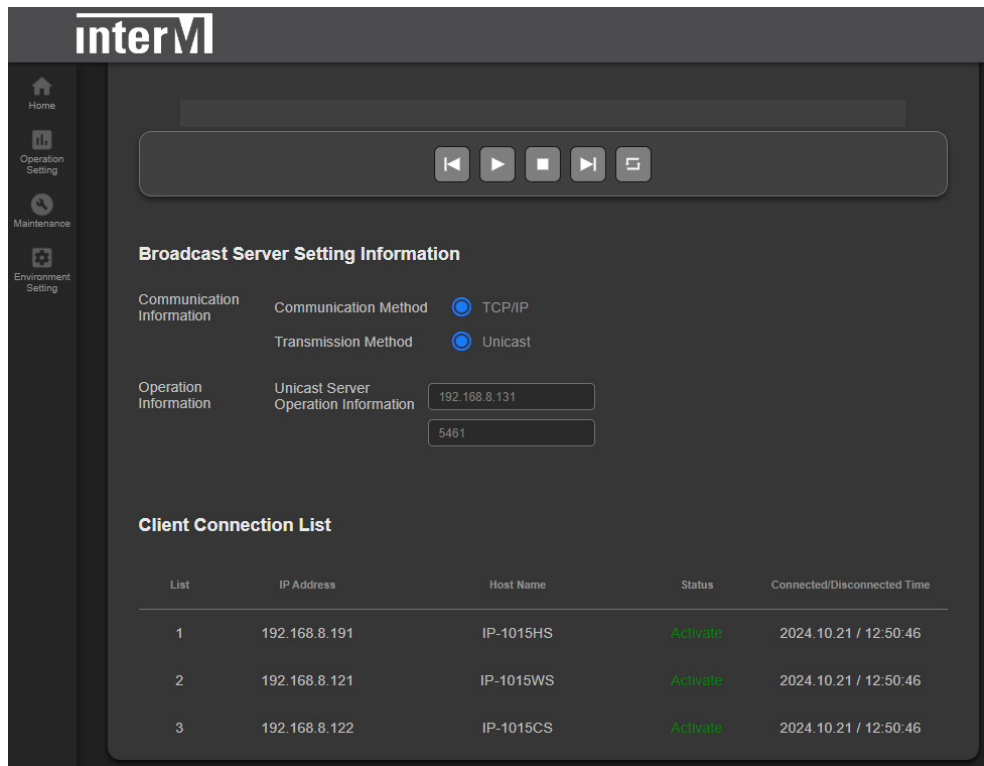 interM
Home
Operation
Setting
Maintenance
Environment
Setting
Broadcast Server Setting Information
Communication
Information
Communication Method TCP/IP
Transmission Method Unicast
Operation
Information
Unicast Server
Operation Information
192.168.8.131
5461
Client Connection List
List IP Address Host Name Status Connected/Disconnected Time
1 192.168.8.191 IP-1015HS Activate 2024.10.21 / 12:50:46
2 192.168.8.121 IP-1015WS Activate 2024.10.21 / 12:50:46
3 192.168.8.122 IP-1015CS Activate 2024.10.21 / 12:50:46